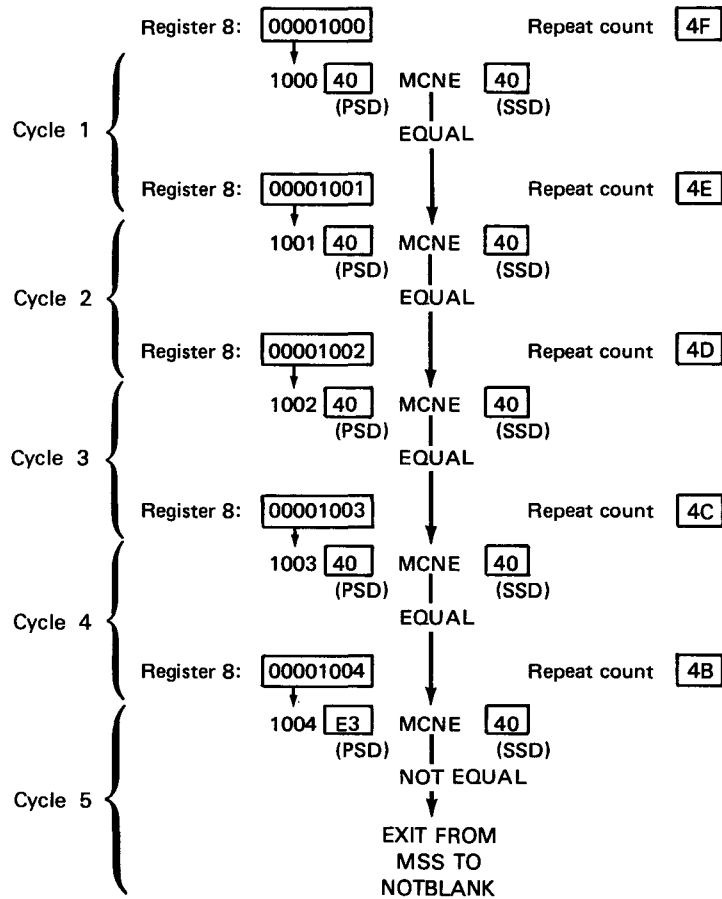 Register 8: 00001000 Repeat count 4F
1000 40 MCNE 40
(PSD) (SSD)
Cycle 1
EQUAL
Register 8: 00001001 Repeat count 4E
1001 40 MCNE 40
(PSD) (SSD)
Cycle 2
EQUAL
Register 8: 00001002 Repeat count 4D
1002 40 MCNE 40
(PSD) (SSD)
Cycle 3
EQUAL
Register 8: 00001003 Repeat count 4C
1003 40 MCNE 40
(PSD) (SSD)
Cycle 4
EQUAL
Register 8: 00001004 Repeat count 4B
1004 E3 MCNE 40
(PSD) (SSD)
NOT EQUAL
Cycle 5
EXIT FROM
MSS TO
NOTBLANK